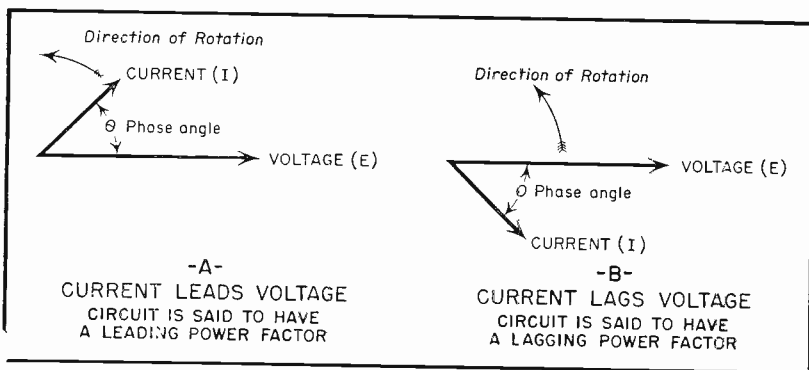 Direction of Rotation
CURRENT (I)
Θ Phase angle
VOLTAGE (E)
-A-
CURRENT LEADS VOLTAGE
CIRCUIT IS SAID TO HAVE
A LEADING POWER FACTOR
Direction of Rotation
VOLTAGE (E)
O Phase angle
CURRENT (I)
-B-
CURRENT LAGS VOLTAGE
CIRCUIT IS SAID TO HAVE
A LAGGING POWER FACTOR